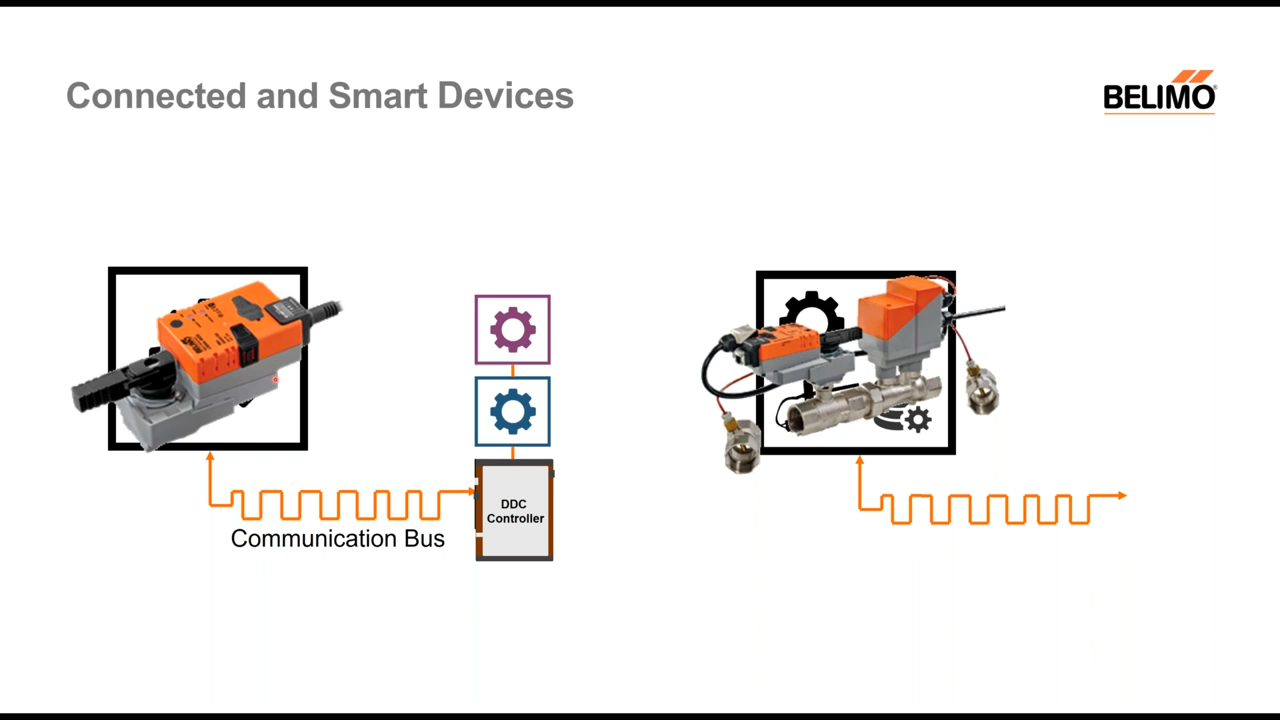 Connected and Smart Devices
BELIMO
DDC
Controller
Communication Bus